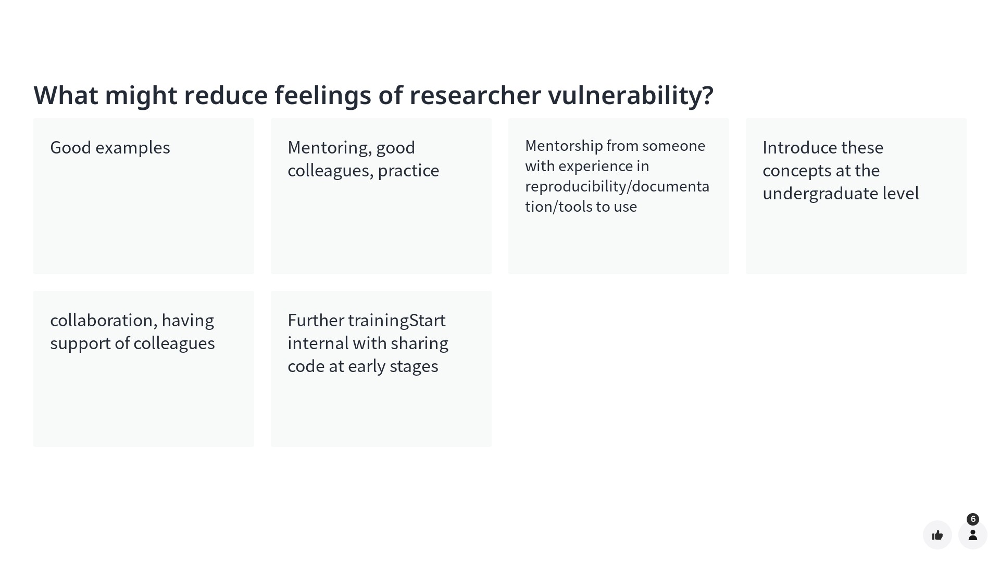 What might reduce feelings of researcher vulnerability?
Good examples
Mentoring, good
colleagues, practice
Mentorship from someone
with experience in
reproducibility/documenta
tion/tools to use
Introduce these
concepts at the
undergraduate level
collaboration, having
support of colleagues
Further trainingStart
internal with sharing
code at early stages
6